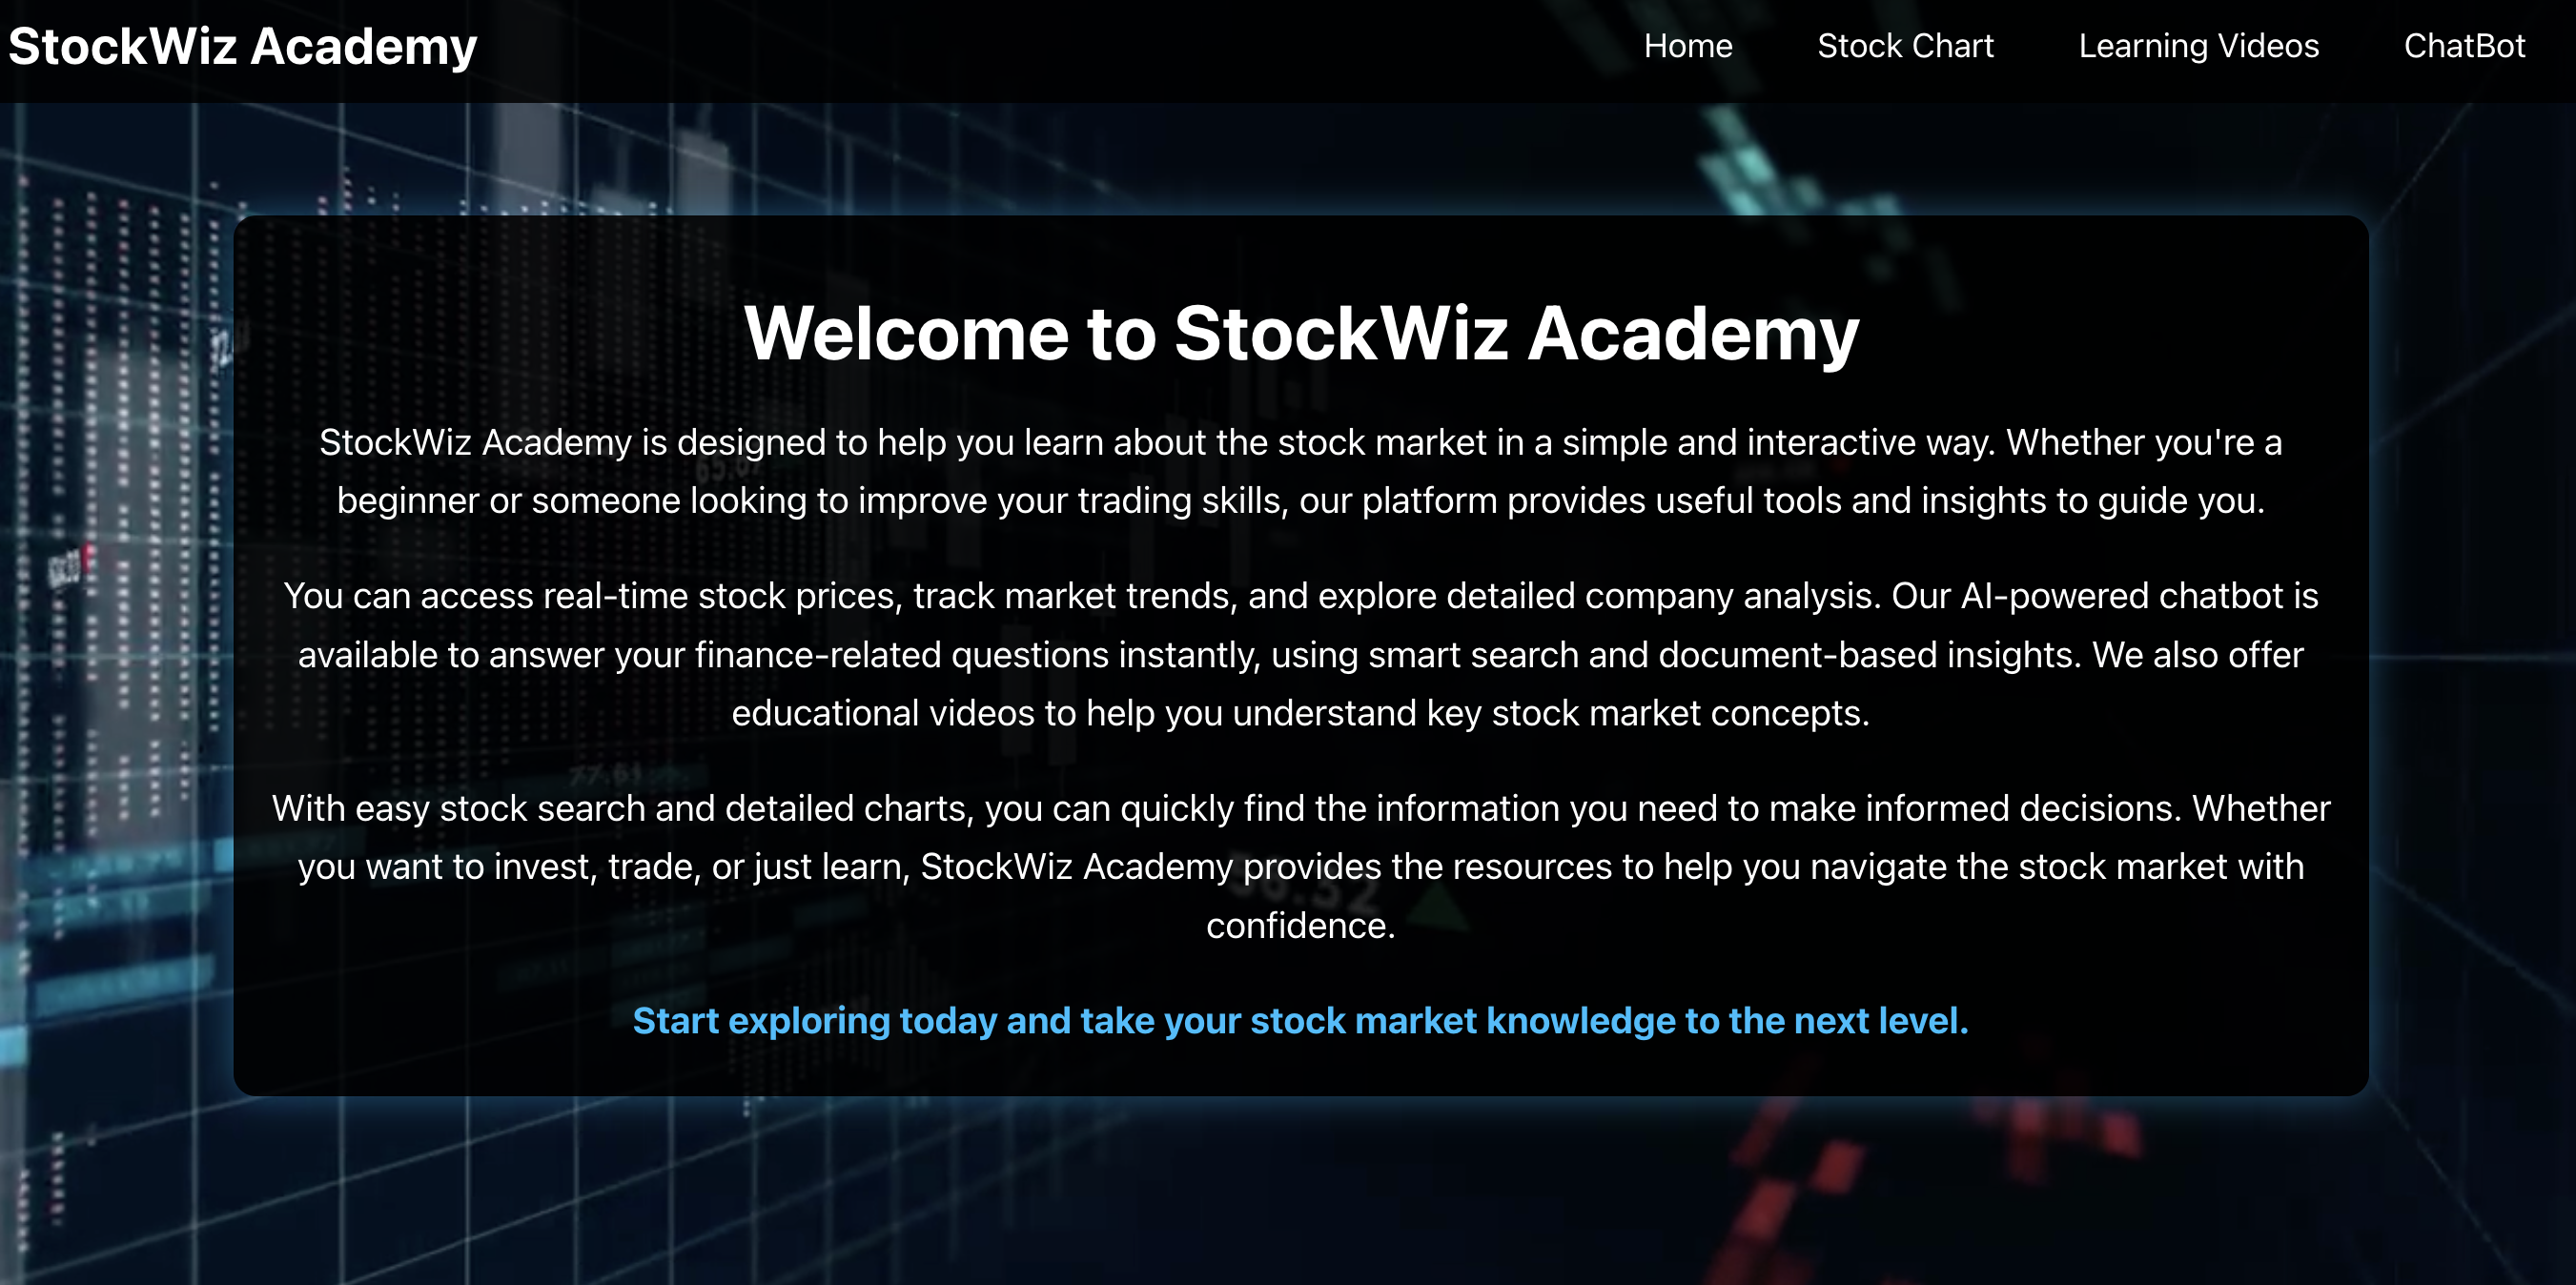 StockWiz Academy
Home
Stock Chart
Learning Videos
ChatBot
Welcome to StockWiz Academy
StockWiz Academy is designed to help you learn about the stock market in a simple and interactive way. Whether you're a
beginner or someone looking to improve your trading skills, our platform provides useful tools and insights to guide you.
You can access real-time stock prices, track market trends, and explore detailed company analysis. Our AI-powered chatbot is
available to answer your finance-related questions instantly, using smart search and document-based insights. We also offer
educational videos to help you understand key stock market concepts.
77.61
With easy stock search and detailed charts, you can quickly find the information you need to make informed decisions. Whether
you want to invest, trade, or just learn, StockWiz Academy provides the resources to help you navigate the stock market with
56.32
confidence.
Start exploring today and take your stock market knowledge to the next level.